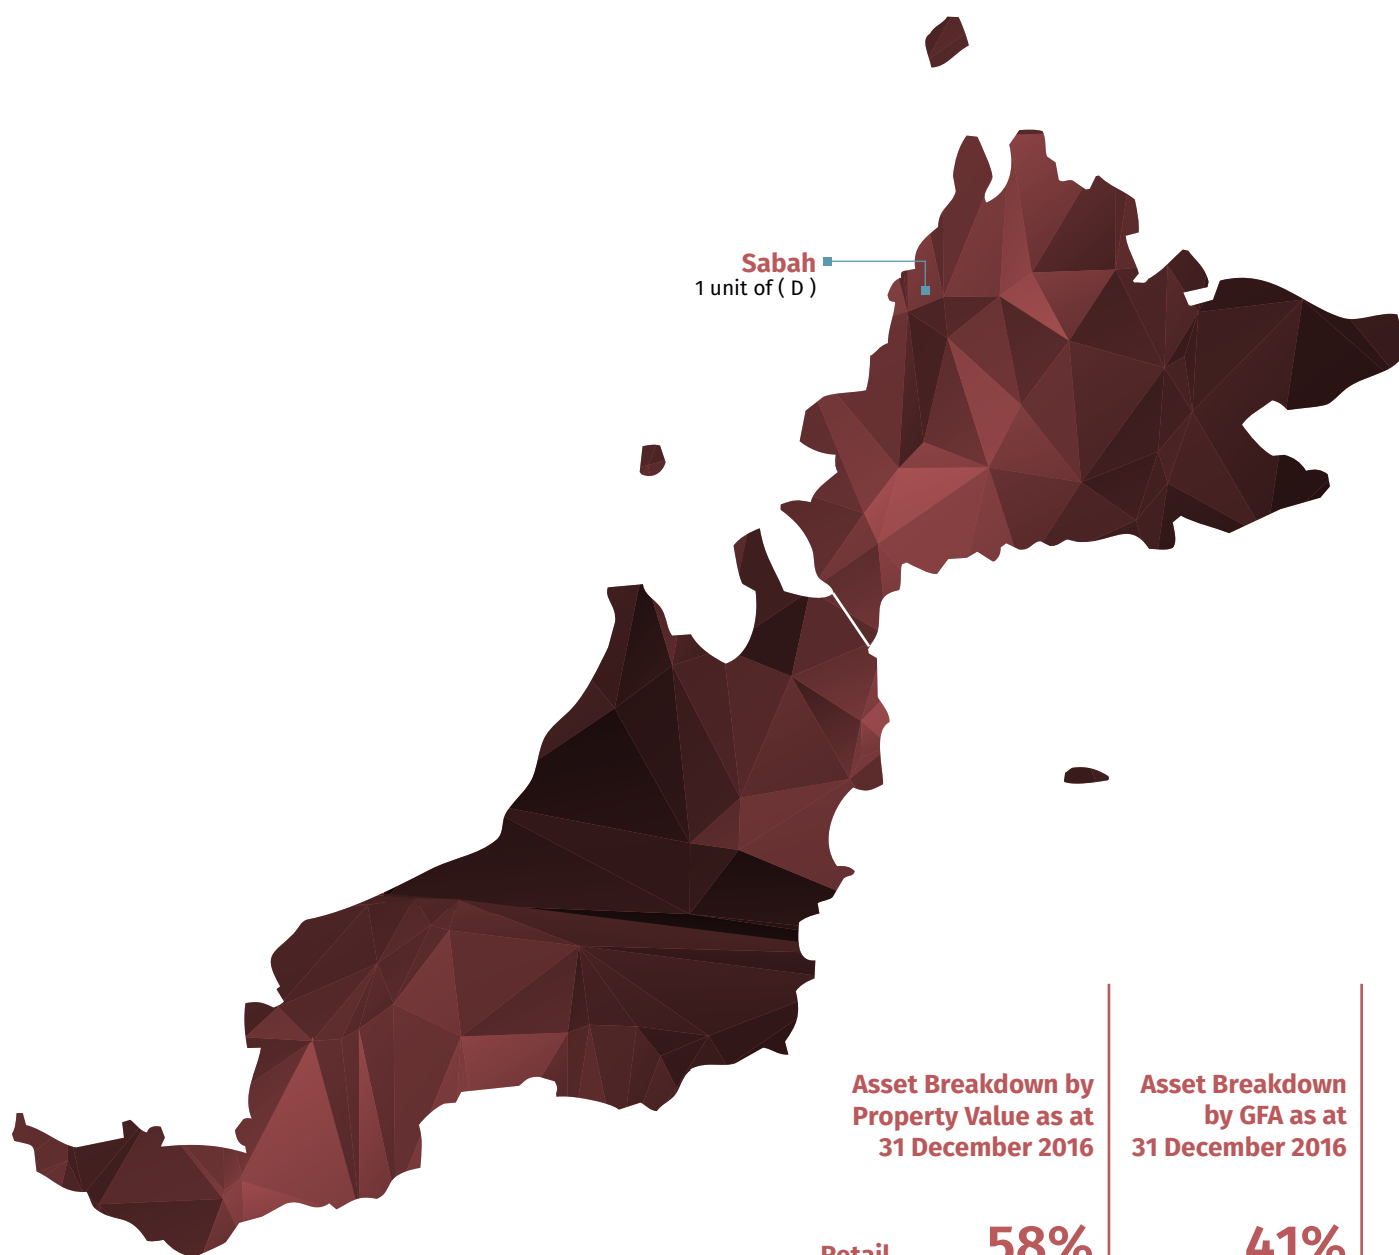 Sabah
1 unit of ( D )
Asset Breakdown by
Property Value as at
31 December 2016
Asset Breakdown
by GFA as at
31 December 2016
Retail 58% 41%